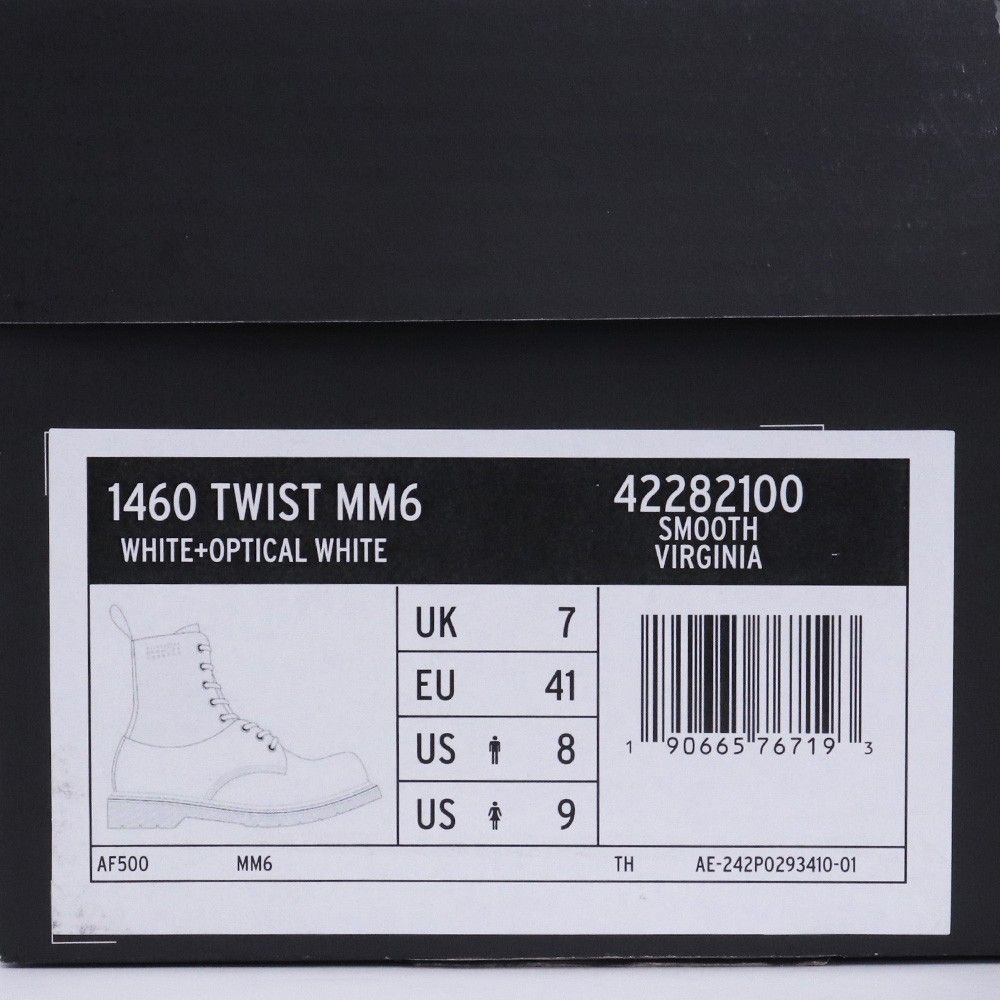 1460 TWIST MM6
WHITE+OPTICAL WHITE
42282100
SMOOTH
VIRGINIA
UK 7
EU 41
US 8
US 9
1 90665 76719 3
AF500 MM6 TH AE-242P0293410-01